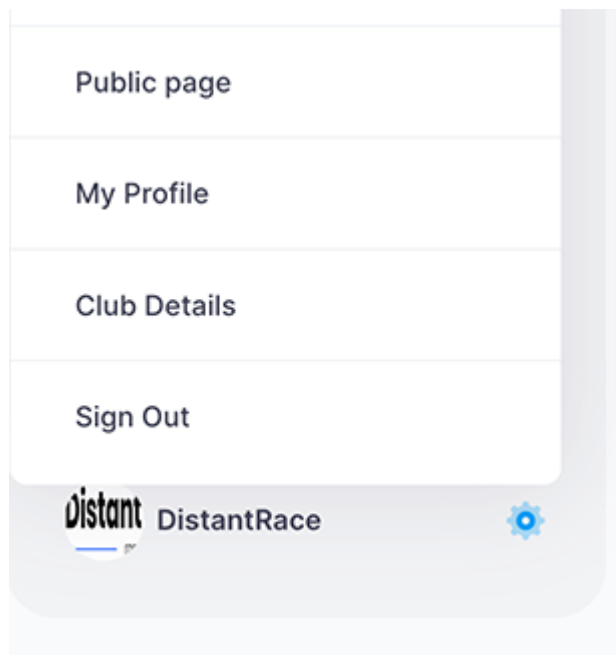 Public page
My Profile
Club Details
Sign Out
Distant
DistantRace